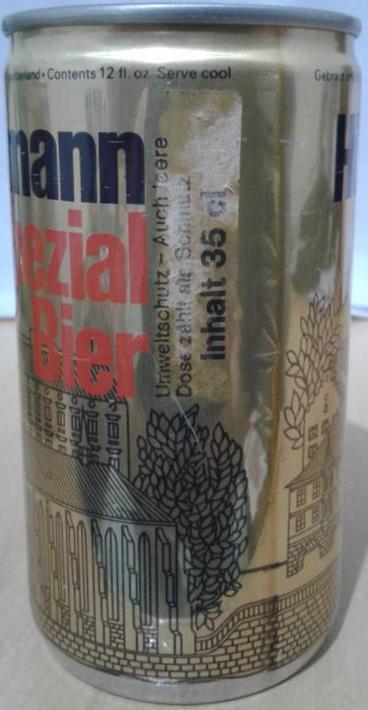 Contents 12 fl. oz. Serve cool
mann
ezial
Bier
Umweltschutz – Auch leere
Dose zählt als Schmutz
Inhalt 35 cl